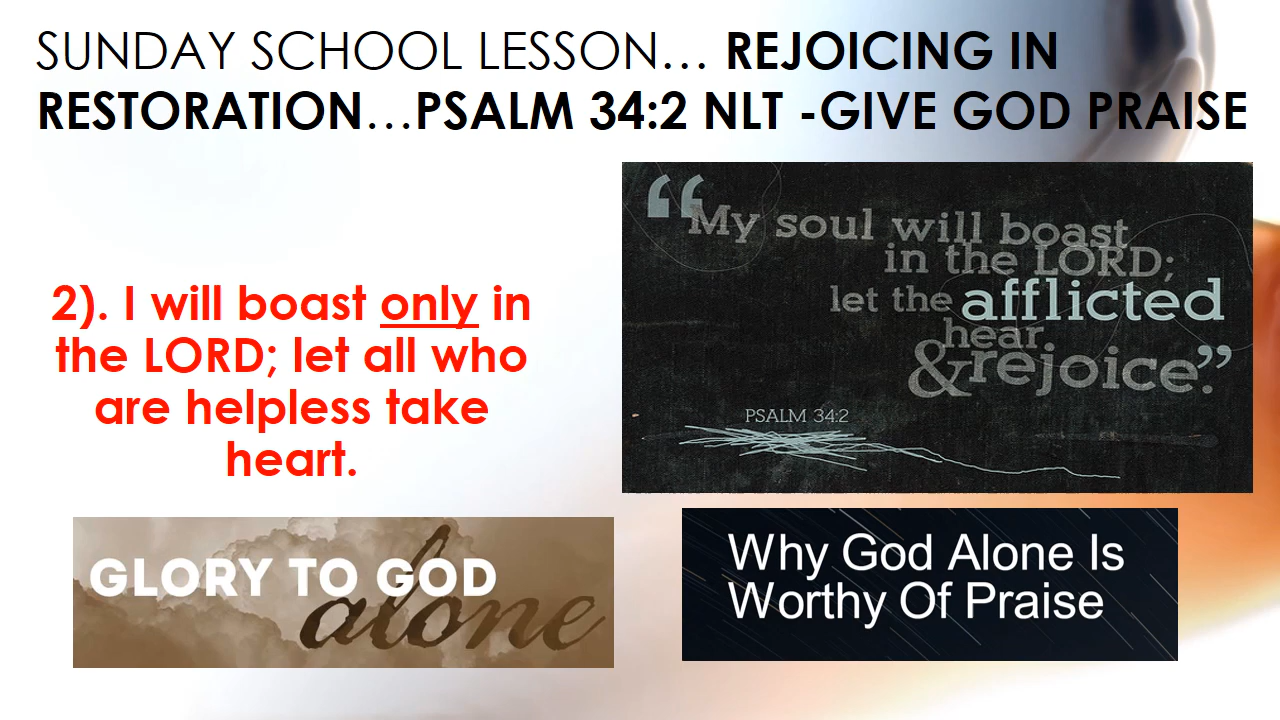 SUNDAY SCHOOL LESSON… REJOICING IN
RESTORATION…PSALM 34:2 NLT -GIVE GOD PRAISE
2). I will boast only in
the LORD; let all who
are helpless take
heart.
“My soul will boast
in the LORD;
let the afflicted
hear
& rejoice.”
PSALM 34:2
GLORY TO GOD
alone
Why God Alone Is
Worthy Of Praise